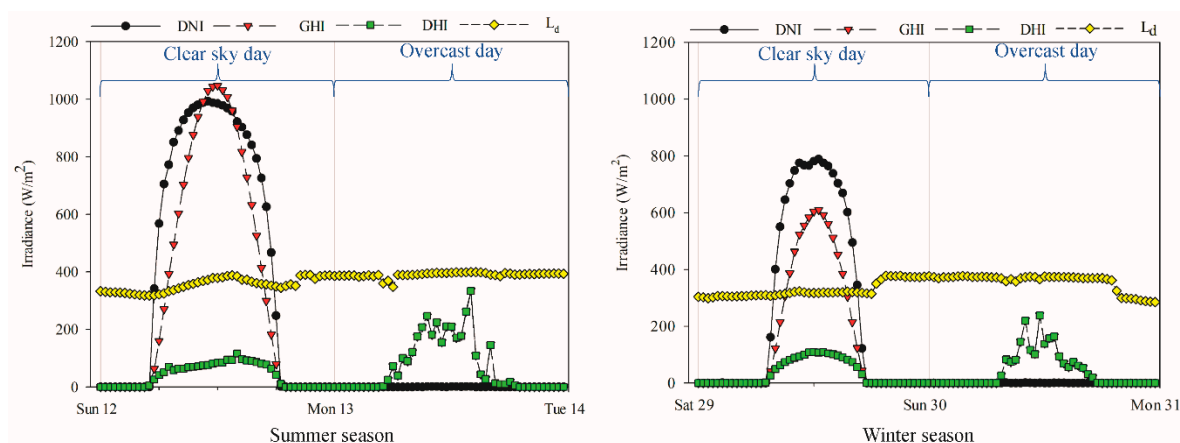 DNI GHI DHI L_d
1200
Clear sky day Overcast day
1000
800
600
400
200
0
Irradiance (W/m²)
Sun 12 Mon 13 Tue 14
Summer season
DNI GHI DHI L_d
1200
Clear sky day Overcast day
1000
800
600
400
200
0
Irradiance (W/m²)
Sat 29 Sun 30 Mon 31
Winter season